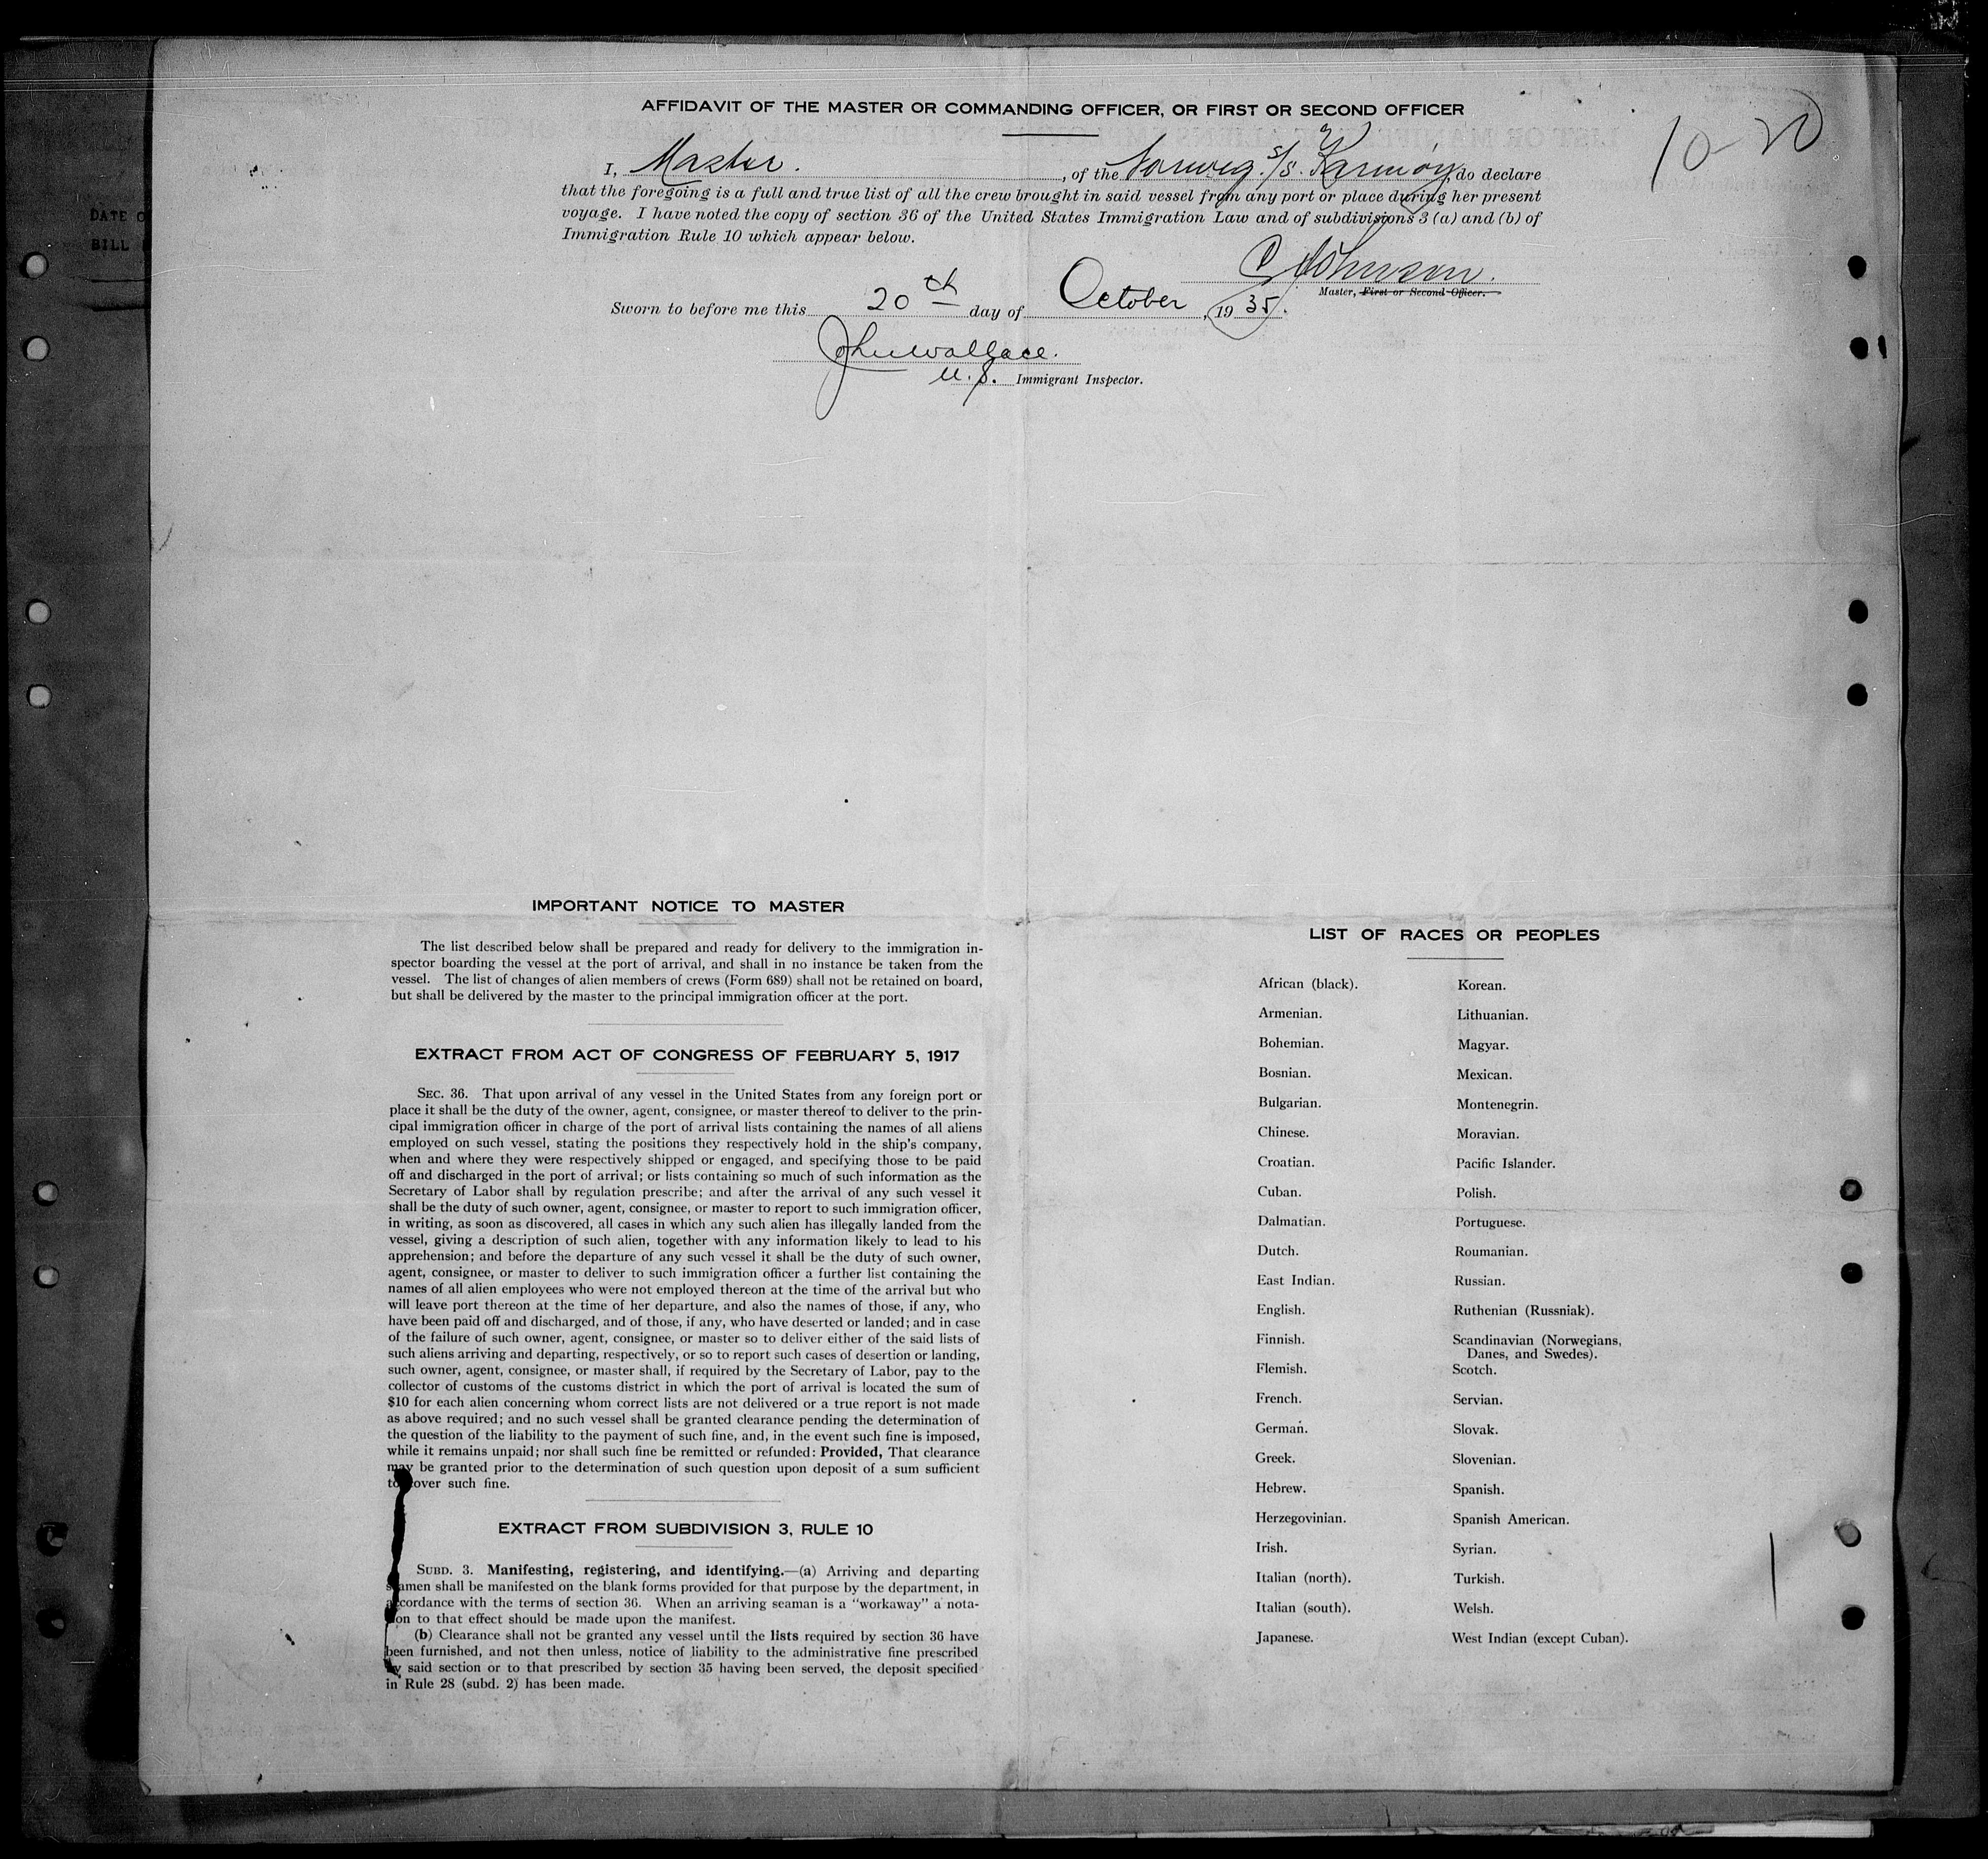 AFFIDAVIT OF THE MASTER OR COMMANDING OFFICER, OR FIRST OR SECOND OFFICER
10-20
I, Master. , of the Norweg. s/s. Karmöy, do declare
that the foregoing is a full and true list of all the crew brought in said vessel from any port or place during her present
voyage. I have noted the copy of section 36 of the United States Immigration Law and of subdivisions 3 (a) and (b) of
Immigration Rule 10 which appear below.
Johnson.
Master, First or Second Officer.
Sworn to before me this 20th day of October, 1935.
John Wallace.
U.S. Immigrant Inspector.
DATE O
BILL
IMPORTANT NOTICE TO MASTER
The list described below shall be prepared and ready for delivery to the immigration in-
spector boarding the vessel at the port of arrival, and shall in no instance be taken from the
vessel. The list of changes of alien members of crews (Form 689) shall not be retained on board,
but shall be delivered by the master to the principal immigration officer at the port.
EXTRACT FROM ACT OF CONGRESS OF FEBRUARY 5, 1917
SEC. 36. That upon arrival of any vessel in the United States from any foreign port or
place it shall be the duty of the owner, agent, consignee, or master thereof to deliver to the prin-
cipal immigration officer in charge of the port of arrival lists containing the names of all aliens
employed on such vessel, stating the positions they respectively hold in the ship's company,
when and where they were respectively shipped or engaged, and specifying those to be paid
off and discharged in the port of arrival; or lists containing so much of such information as the
Secretary of Labor shall by regulation prescribe; and after the arrival of any such vessel it
shall be the duty of such owner, agent, consignee, or master to report to such immigration officer,
in writing, as soon as discovered, all cases in which any such alien has illegally landed from the
vessel, giving a description of such alien, together with any information likely to lead to his
apprehension; and before the departure of any such vessel it shall be the duty of such owner,
agent, consignee, or master to deliver to such immigration officer a further list containing the
names of all alien employees who were not employed thereon at the time of the arrival but who
will leave port thereon at the time of her departure, and also the names of those, if any, who
have been paid off and discharged, and of those, if any, who have deserted or landed; and in case
of the failure of such owner, agent, consignee, or master so to deliver either of the said lists of
such aliens arriving and departing, respectively, or so to report such cases of desertion or landing,
such owner, agent, consignee, or master shall, if required by the Secretary of Labor, pay to the
collector of customs of the customs district in which the port of arrival is located the sum of
$10 for each alien concerning whom correct lists are not delivered or a true report is not made
as above required; and no such vessel shall be granted clearance pending the determination of
the question of the liability to the payment of such fine, and, in the event such fine is imposed,
while it remains unpaid; nor shall such fine be remitted or refunded: Provided, That clearance
may be granted prior to the determination of such question upon deposit of a sum sufficient
to cover such fine.
EXTRACT FROM SUBDIVISION 3, RULE 10
SUBD. 3. Manifesting, registering, and identifying.—(a) Arriving and departing
seamen shall be manifested on the blank forms provided for that purpose by the department, in
accordance with the terms of section 36. When an arriving seaman is a "workaway" a nota-
tion to that effect should be made upon the manifest.
(b) Clearance shall not be granted any vessel until the lists required by section 36 have
been furnished, and not then unless, notice of liability to the administrative fine prescribed
by said section or to that prescribed by section 35 having been served, the deposit specified
in Rule 28 (subd. 2) has been made.
LIST OF RACES OR PEOPLES
African (black). Korean.
Armenian. Lithuanian.
Bohemian. Magyar.
Bosnian. Mexican.
Bulgarian. Montenegrin.
Chinese. Moravian.
Croatian. Pacific Islander.
Cuban. Polish.
Dalmatian. Portuguese.
Dutch. Roumanian.
East Indian. Russian.
English. Ruthenian (Russniak).
Finnish. Scandinavian (Norwegians,
Danes, and Swedes).
Flemish. Scotch.
French. Servian.
German. Slovak.
Greek. Slovenian.
Hebrew. Spanish.
Herzegovinian. Spanish American.
Irish. Syrian.
Italian (north). Turkish.
Italian (south). Welsh.
Japanese. West Indian (except Cuban).